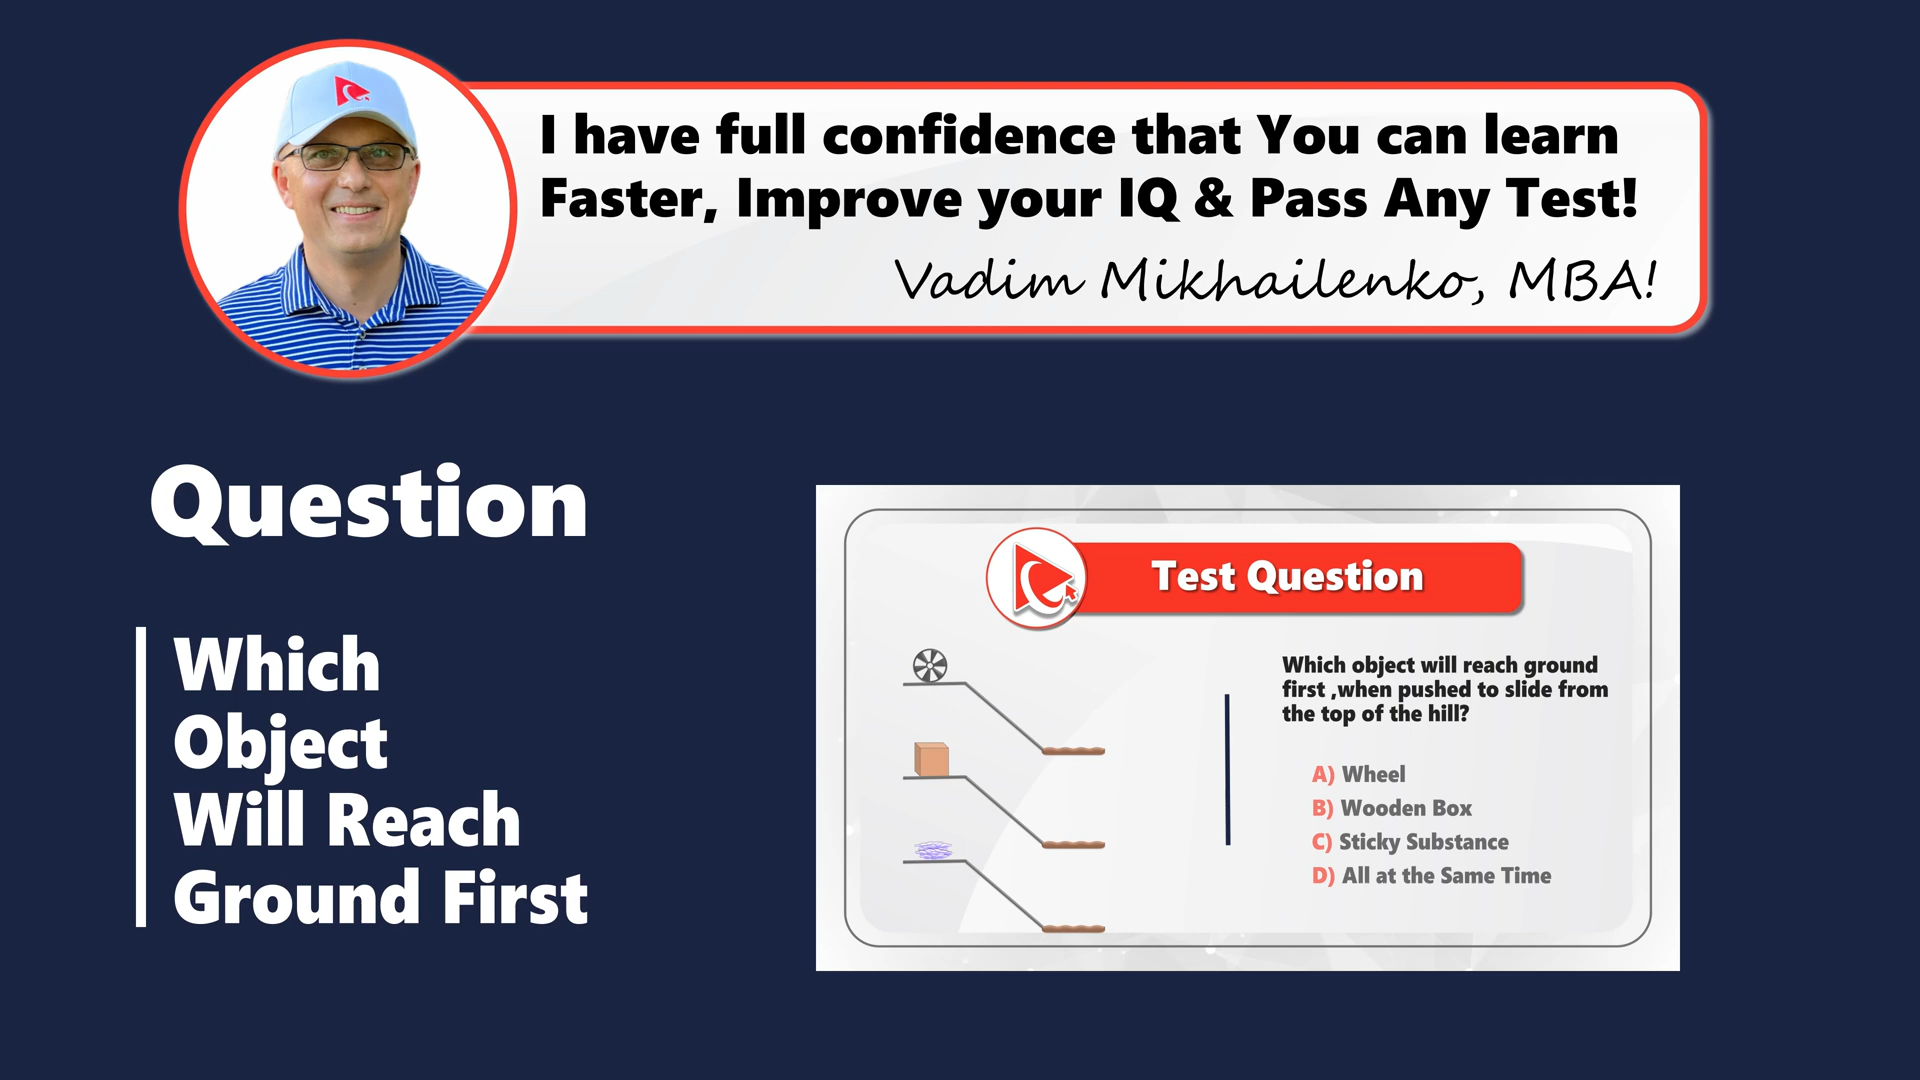 I have full confidence that You can learn
Faster, Improve your IQ & Pass Any Test!
Vadim Mikhailenko, MBA!
Question
Which
Object
Will Reach
Ground First
Test Question
Which object will reach ground
first ,when pushed to slide from
the top of the hill?
A) Wheel
B) Wooden Box
C) Sticky Substance
D) All at the Same Time